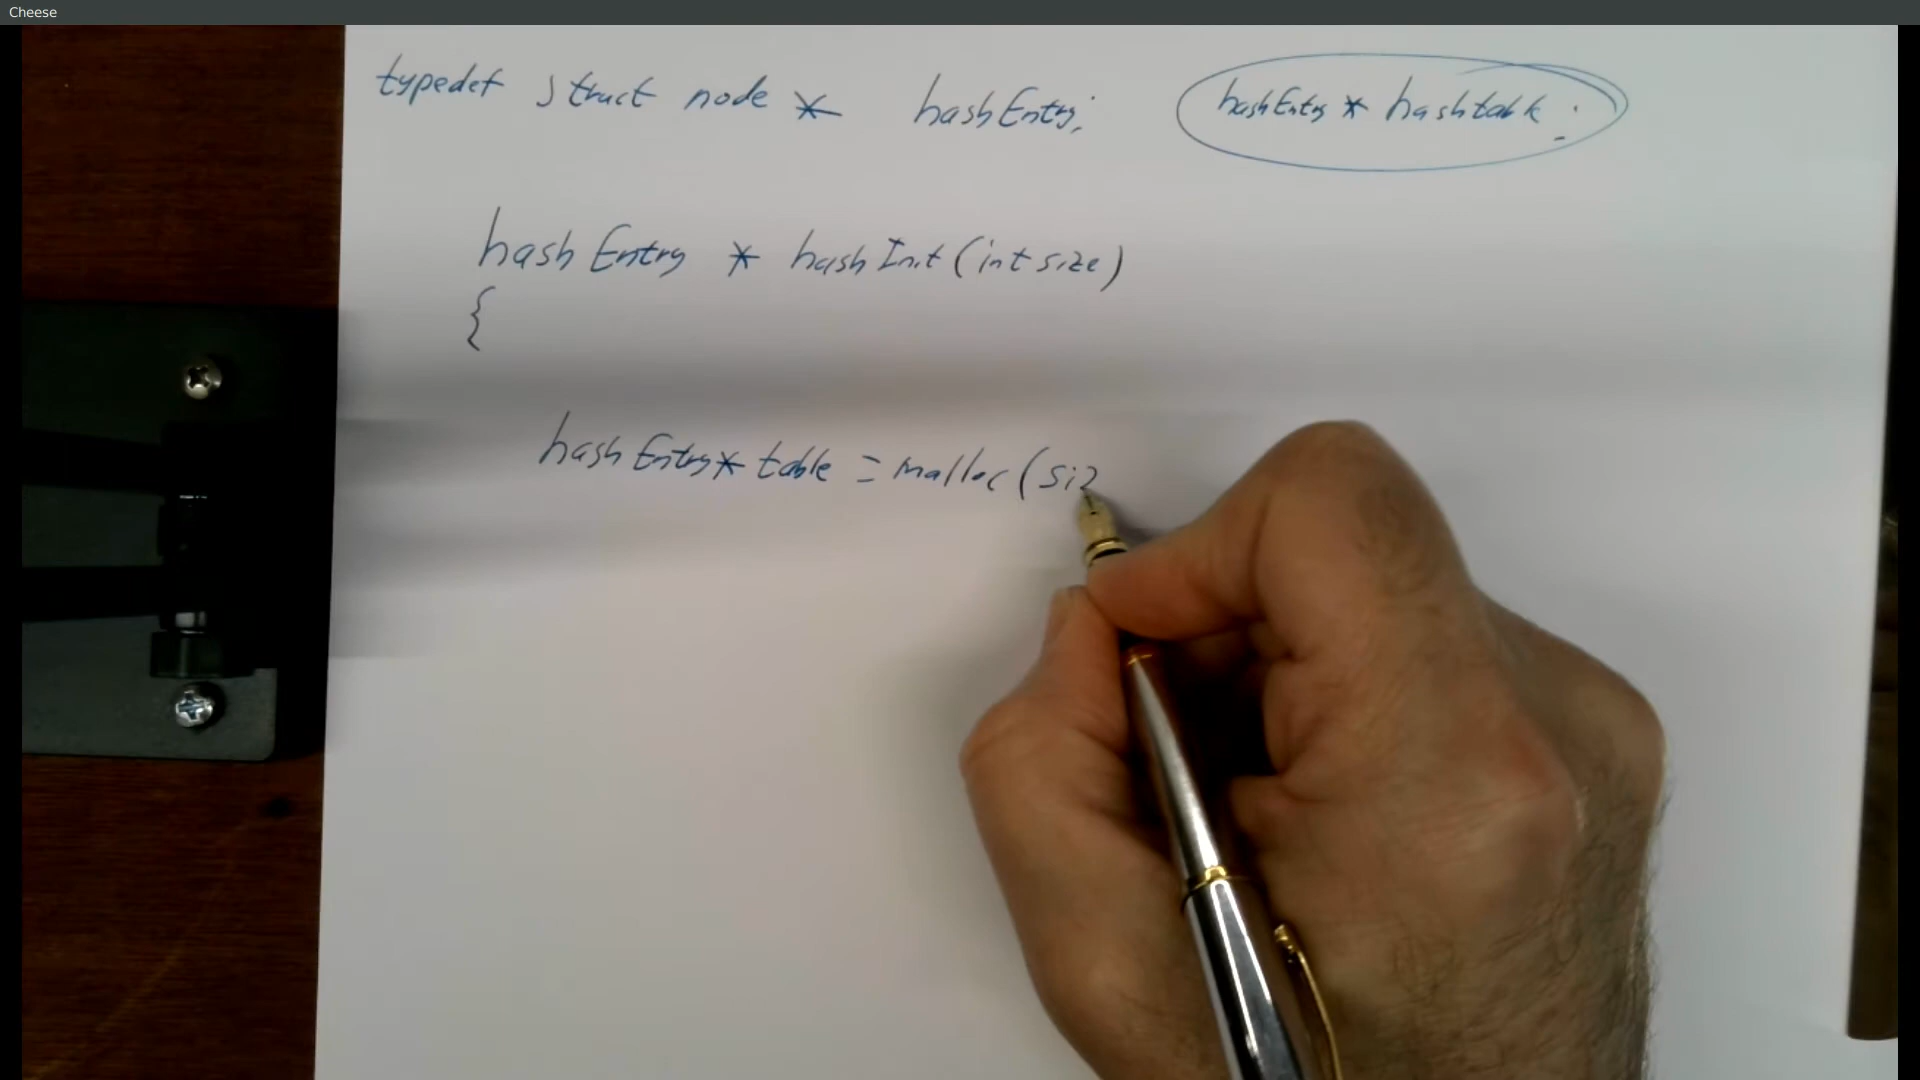 Cheese
typedef struct node * hashEntry; hashEntry * hashtable;
hashEntry * hashInit(int size)
{
hashEntry* table = malloc(siz